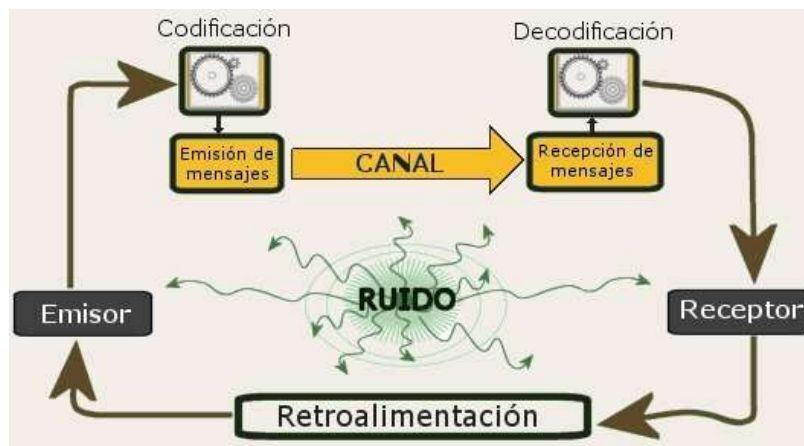 Codificación
Decodificación
Emisión de
mensajes
CANAL
Recepción de
mensajes
RUIDO
Emisor
Receptor
Retroalimentación